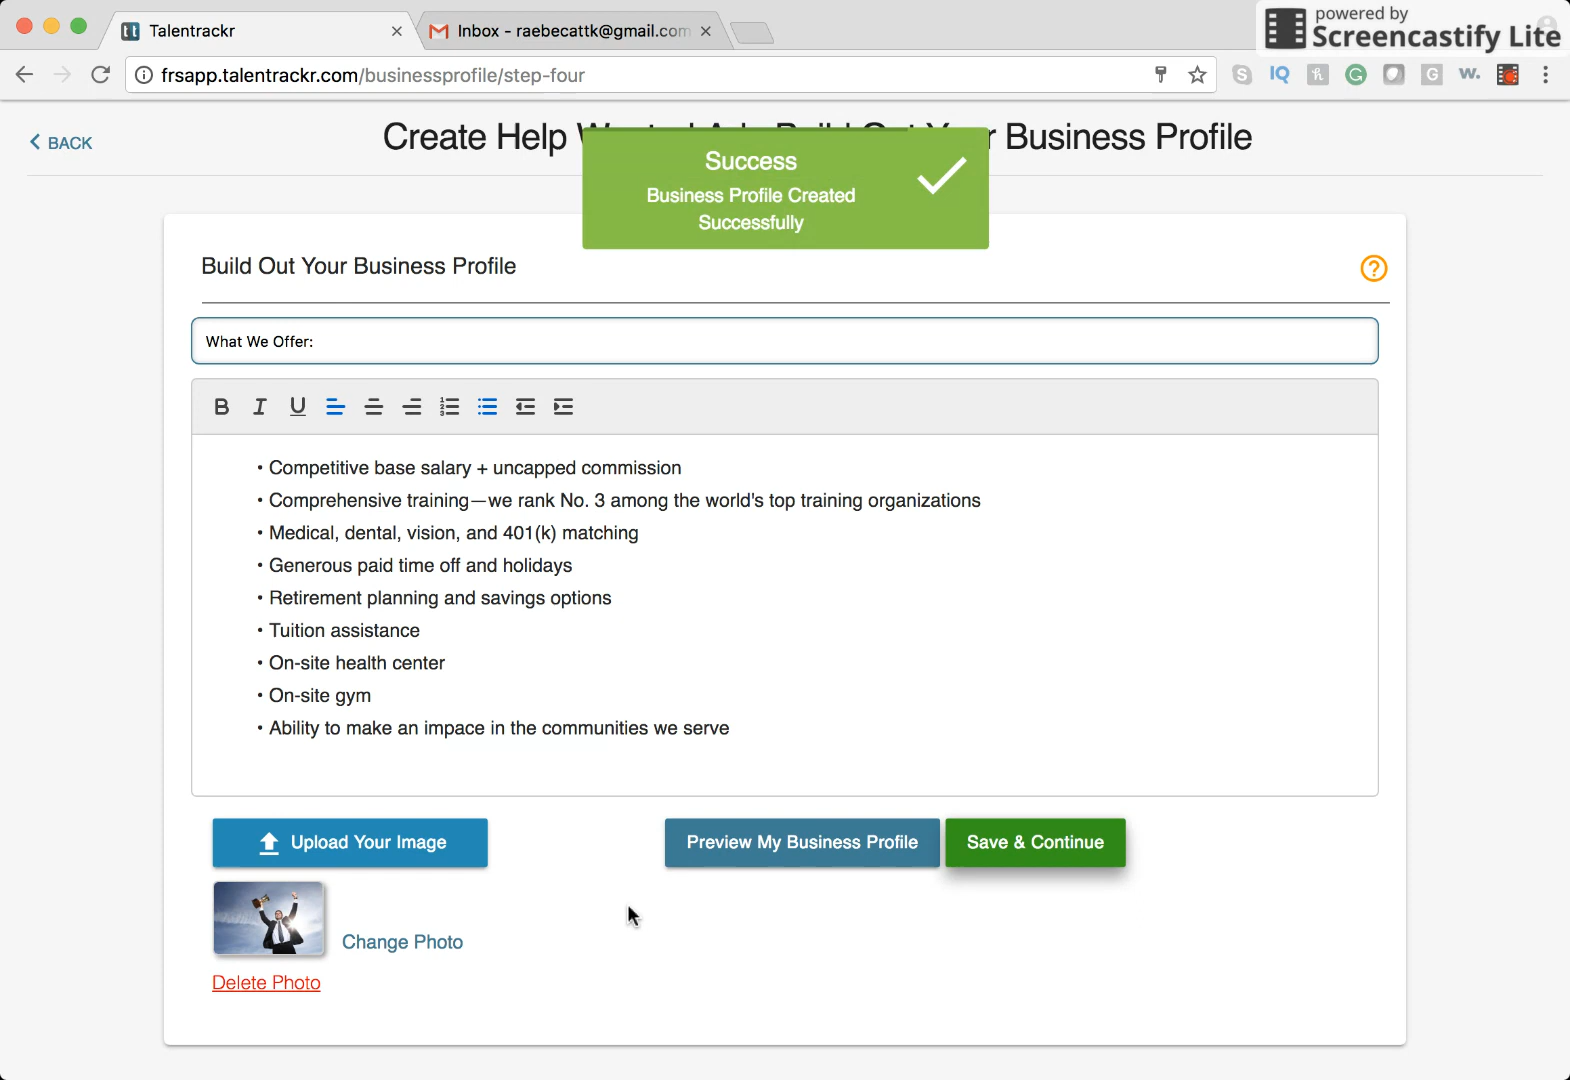 tt Talentrackr
Inbox - raebecattk@gmail.com
powered by
Screencastify Lite
frsapp.talentrackr.com/businessprofile/step-four
BACK
Create Help
Your Business Profile
Success
Business Profile Created
Successfully
Build Out Your Business Profile
What We Offer:
B I U
• Competitive base salary + uncapped commission
• Comprehensive training—we rank No. 3 among the world's top training organizations
• Medical, dental, vision, and 401(k) matching
• Generous paid time off and holidays
• Retirement planning and savings options
• Tuition assistance
• On-site health center
• On-site gym
• Ability to make an impace in the communities we serve
Upload Your Image
Preview My Business Profile
Save & Continue
Change Photo
Delete Photo